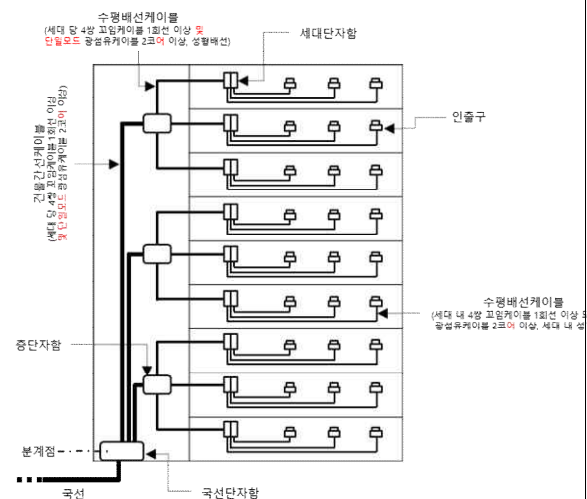 수평배선케이블
(세대 당 4쌍 꼬임케이블 1회선 이상 및
단일모드 광섬유케이블 2코어 이상, 성형배선)
세대단자함
인출구
건물간선케이블
(세대 당 4쌍 꼬임케이블 1회선 이상
및 단일모드 광섬유케이블 2코어 이상)
수평배선케이블
(세대 내 4쌍 꼬임케이블 1회선 이상
광섬유케이블 2코어 이상, 세대 내
중단자함
분계점
국선단자함
국선